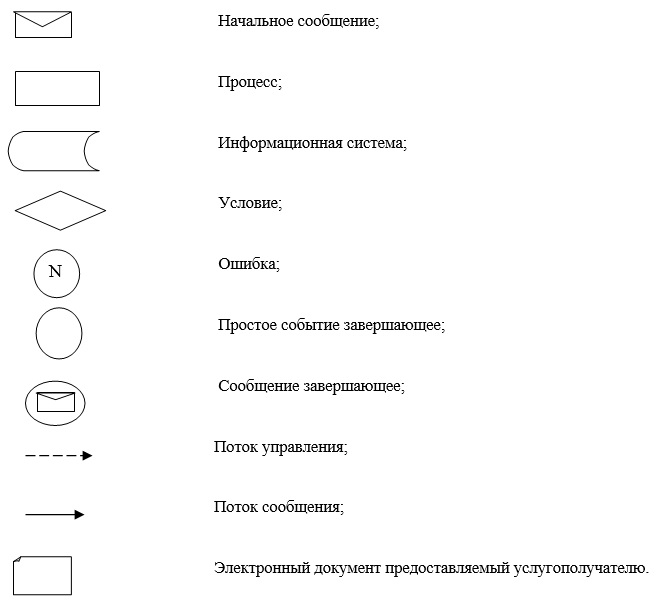 Начальное сообщение;
Процесс;
Информационная система;
Условие;
N
Ошибка;
Простое событие завершающее;
Сообщение завершающее;
Поток управления;
Поток сообщения;
Электронный документ предоставляемый услугополучателю.